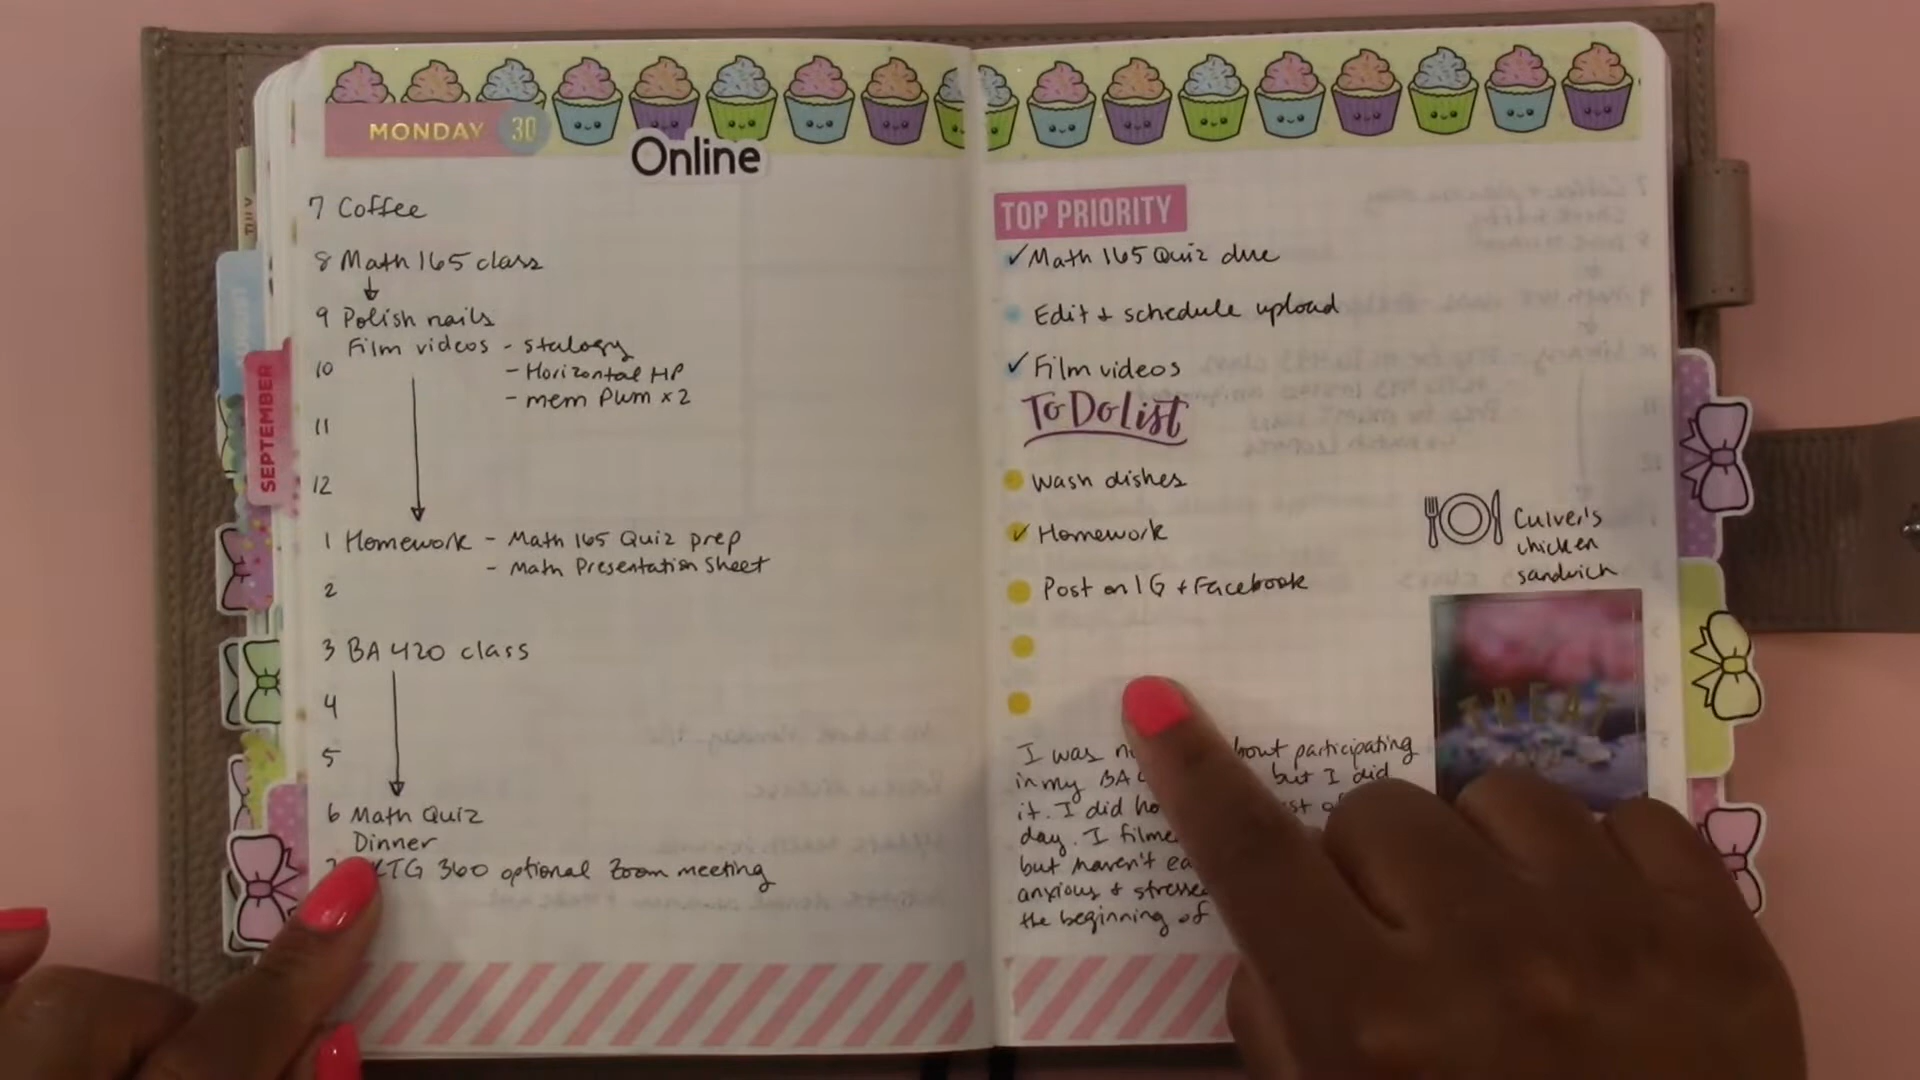 MONDAY 30
Online
7 Coffee
8 Math 165 class
9 Polish nails
Film videos - stalogy
10 - Horizontal HP
- mem Plum x2
11
12
1 Homework - Math 165 Quiz prep
- Math Presentation Sheet
2
3 BA 420 class
4
5
6 Math Quiz
Dinner
KTG 360 optional Zoom meeting
SEPTEMBER
TOP PRIORITY
✓ Math 165 Quiz due
Edit + schedule upload
✓ Film videos
To Do List
Wash dishes
✓ Homework
Post on IG + Facebook
Culver's
chicken
sandwich
TREAT
I was bout participating
in my BA but I did
it. I did
day. I filme
but haven't
anxious + stresse
the beginning of